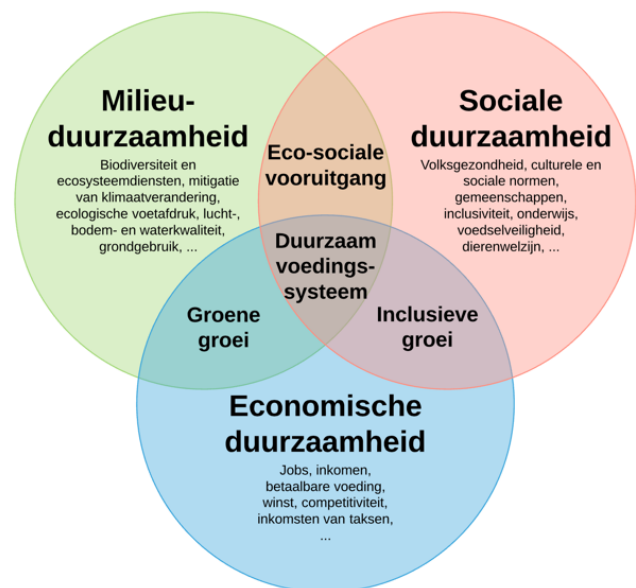 Milieu-
duurzaamheid
Biodiversiteit en
ecosysteemdiensten, mitigatie
van klimaatverandering,
ecologische voetafdruk, lucht-,
bodem- en waterkwaliteit,
grondgebruik, ...
Sociale
duurzaamheid
Volksgezondheid, culturele en
sociale normen,
gemeenschappen,
inclusiviteit, onderwijs,
voedselveiligheid,
dierenwelzijn, ...
Eco-sociale
vooruitgang
Duurzaam
voedings-
systeem
Groene
groei
Inclusieve
groei
Economische
duurzaamheid
Jobs, inkomen,
betaalbare voeding,
winst, competitiviteit,
inkomsten van taksen,
...